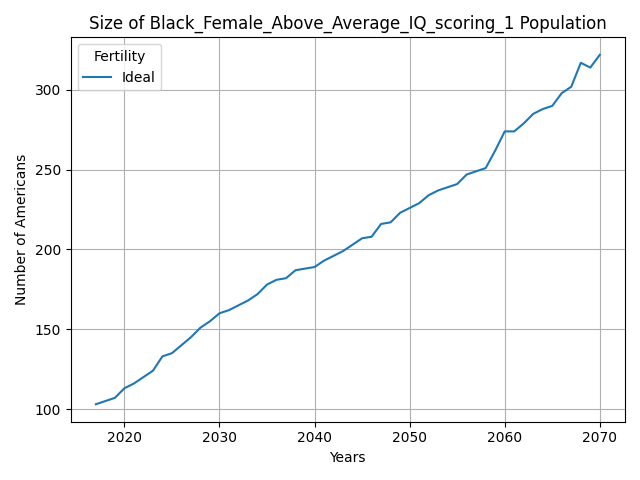 Size of Black_Female_Above_Average_IQ_scoring_1 Population
Fertility
Ideal
Number of Americans
300
250
200
150
100
2020 2030 2040 2050 2060 2070
Years